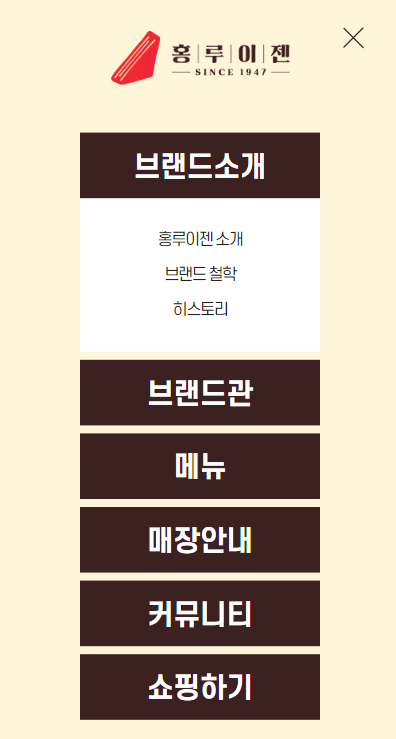 홍루이젠
SINCE 1947
브랜드소개
홍루이젠 소개
브랜드 철학
히스토리
브랜드관
메뉴
매장안내
커뮤니티
쇼핑하기